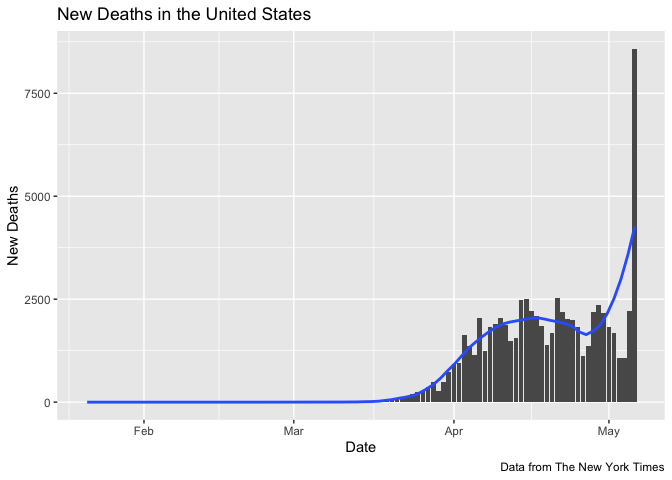 New Deaths in the United States
7500
5000
2500
0
New Deaths
Feb
Mar
Apr
May
Date
Data from The New York Times